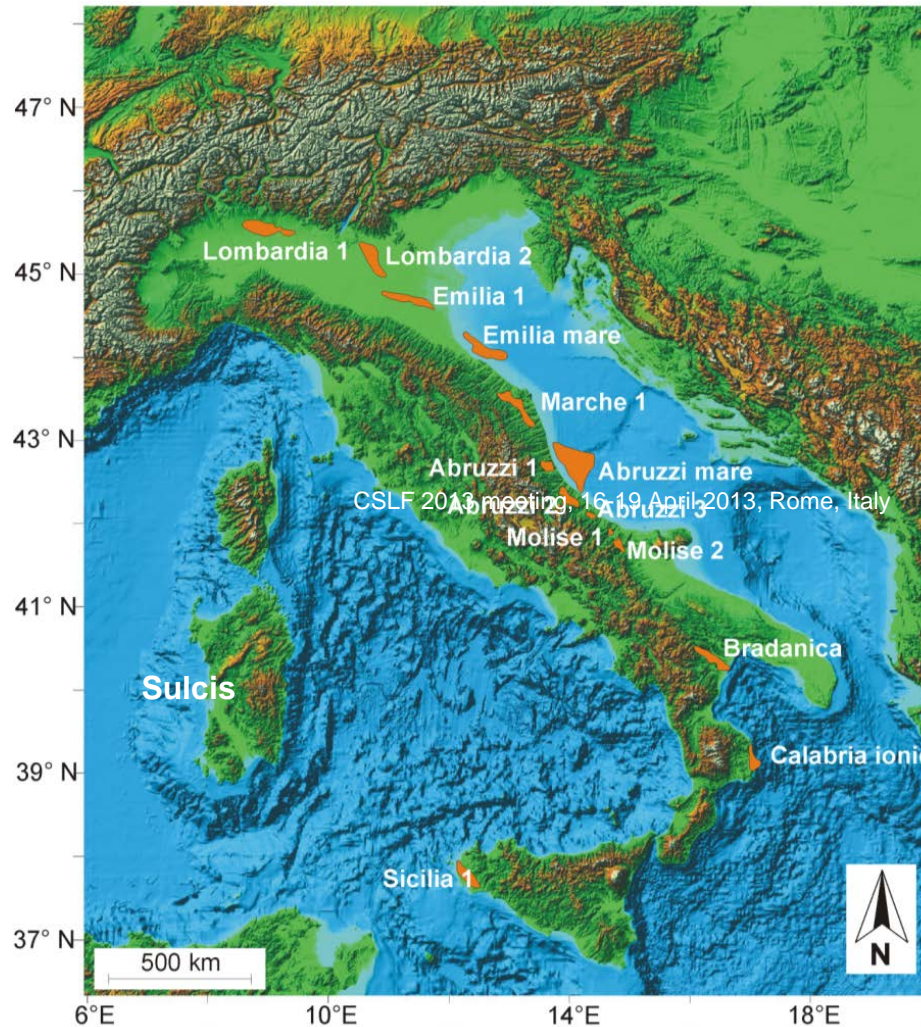 47° N
Lombardia 1
Lombardia 2
45° N
Emilia 1
Emilia mare
Marche 1
43° N
Abruzzi 1
Abruzzi mare
CSLF 2013 meeting, 16-19 April 2013, Rome, Italy
Abruzzi 2
Abruzzi 3
Molise 1
Molise 2
41° N
Bradanica
Sulcis
39° N
Calabria ionic
Sicilia 1
37° N
500 km
N
6°E
10°E
14°E
18°E